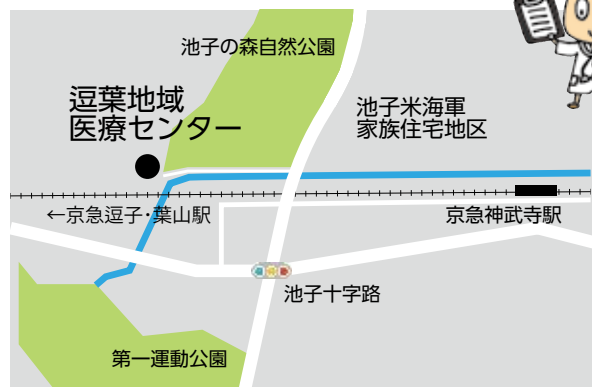 池子の森自然公園
逗葉地域
医療センター
池子米海軍
家族住宅地区
←京急逗子・葉山駅
京急神武寺駅
池子十字路
第一運動公園